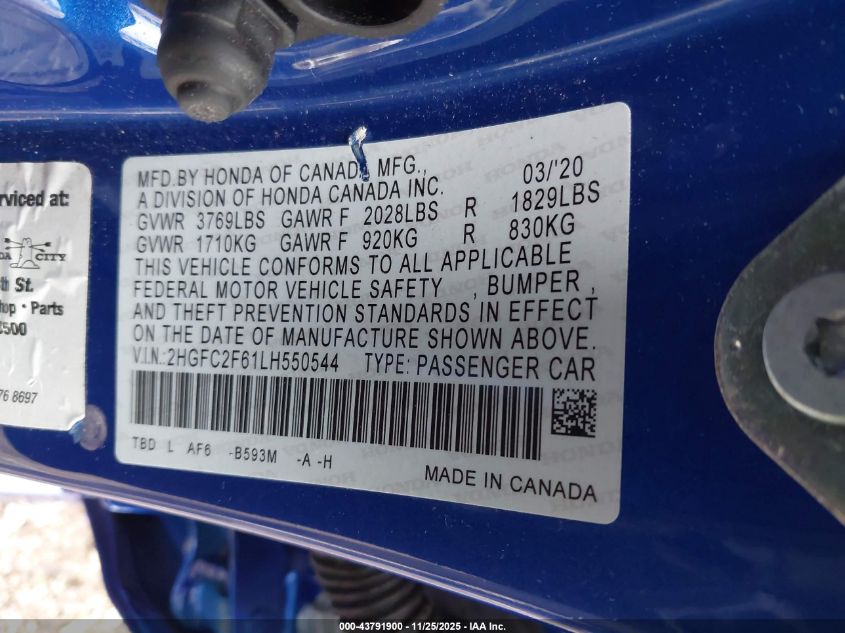 MFD.BY HONDA OF CANADA MFG., 03/'20
A DIVISION OF HONDA CANADA INC.
GVWR 3769LBS GAWR F 2028LBS R 1829LBS
GVWR 1710KG GAWR F 920KG R 830KG
THIS VEHICLE CONFORMS TO ALL APPLICABLE
FEDERAL MOTOR VEHICLE SAFETY , BUMPER ,
AND THEFT PREVENTION STANDARDS IN EFFECT
ON THE DATE OF MANUFACTURE SHOWN ABOVE.
V.I.N.:2HGFC2F61LH550544 TYPE: PASSENGER CAR
TBD L AF6 -B593M -A -H
MADE IN CANADA
rviced at:
CITY
St.
hop • Parts
500
76 8697
000-43791900 - 11/25/2025 - IAA Inc.